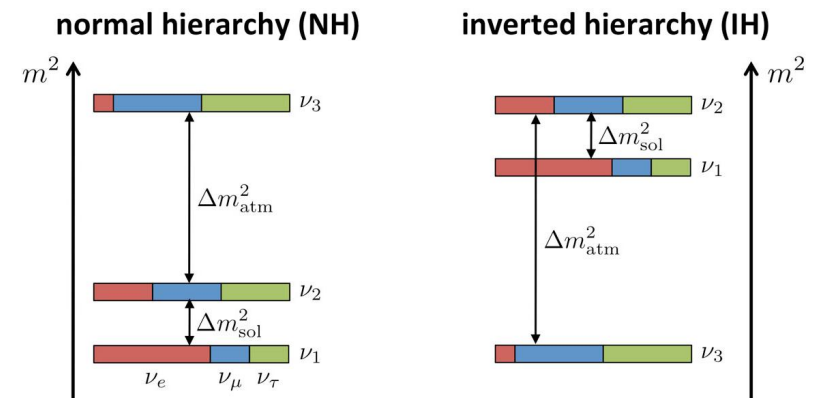 normal hierarchy (NH)
m²
ν₃
Δm²atm
ν₂
Δm²sol
ν₁
νₑ νμ ντ
inverted hierarchy (IH)
m²
ν₂
Δm²sol
ν₁
Δm²atm
ν₃